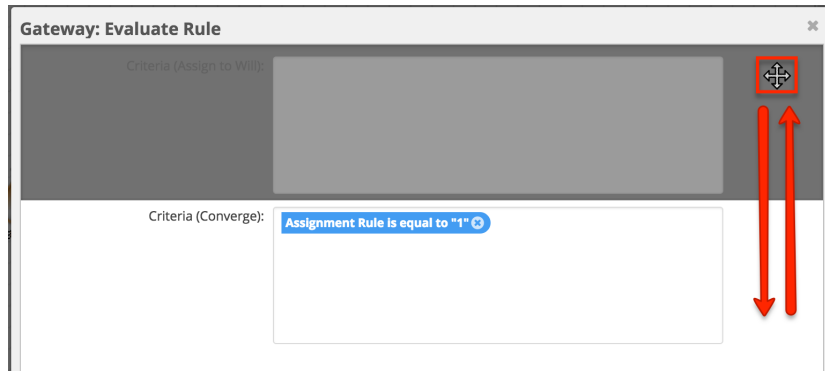 Gateway: Evaluate Rule
Criteria (Assign to Will):
Criteria (Converge):
Assignment Rule is equal to "1"